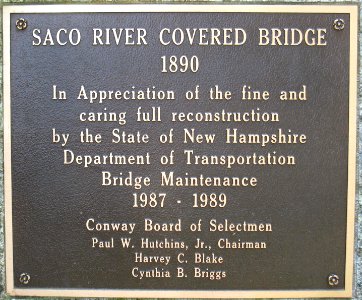 SACO RIVER COVERED BRIDGE
1890
In Appreciation of the fine and
caring full reconstruction
by the State of New Hampshire
Department of Transportation
Bridge Maintenance
1987 - 1989
Conway Board of Selectmen
Paul W. Hutchins, Jr., Chairman
Harvey C. Blake
Cynthia B. Briggs